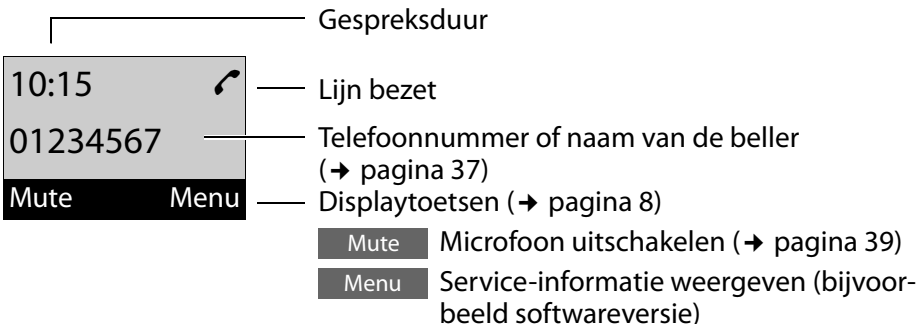 Gespreksduur
10:15
Lijn bezet
01234567
Telefoonnummer of naam van de beller
(➔ pagina 37)
Mute Menu
Displaytoetsen (➔ pagina 8)
Mute Microfoon uitschakelen (➔ pagina 39)
Menu Service-informatie weergeven (bijvoor-
beeld softwareversie)